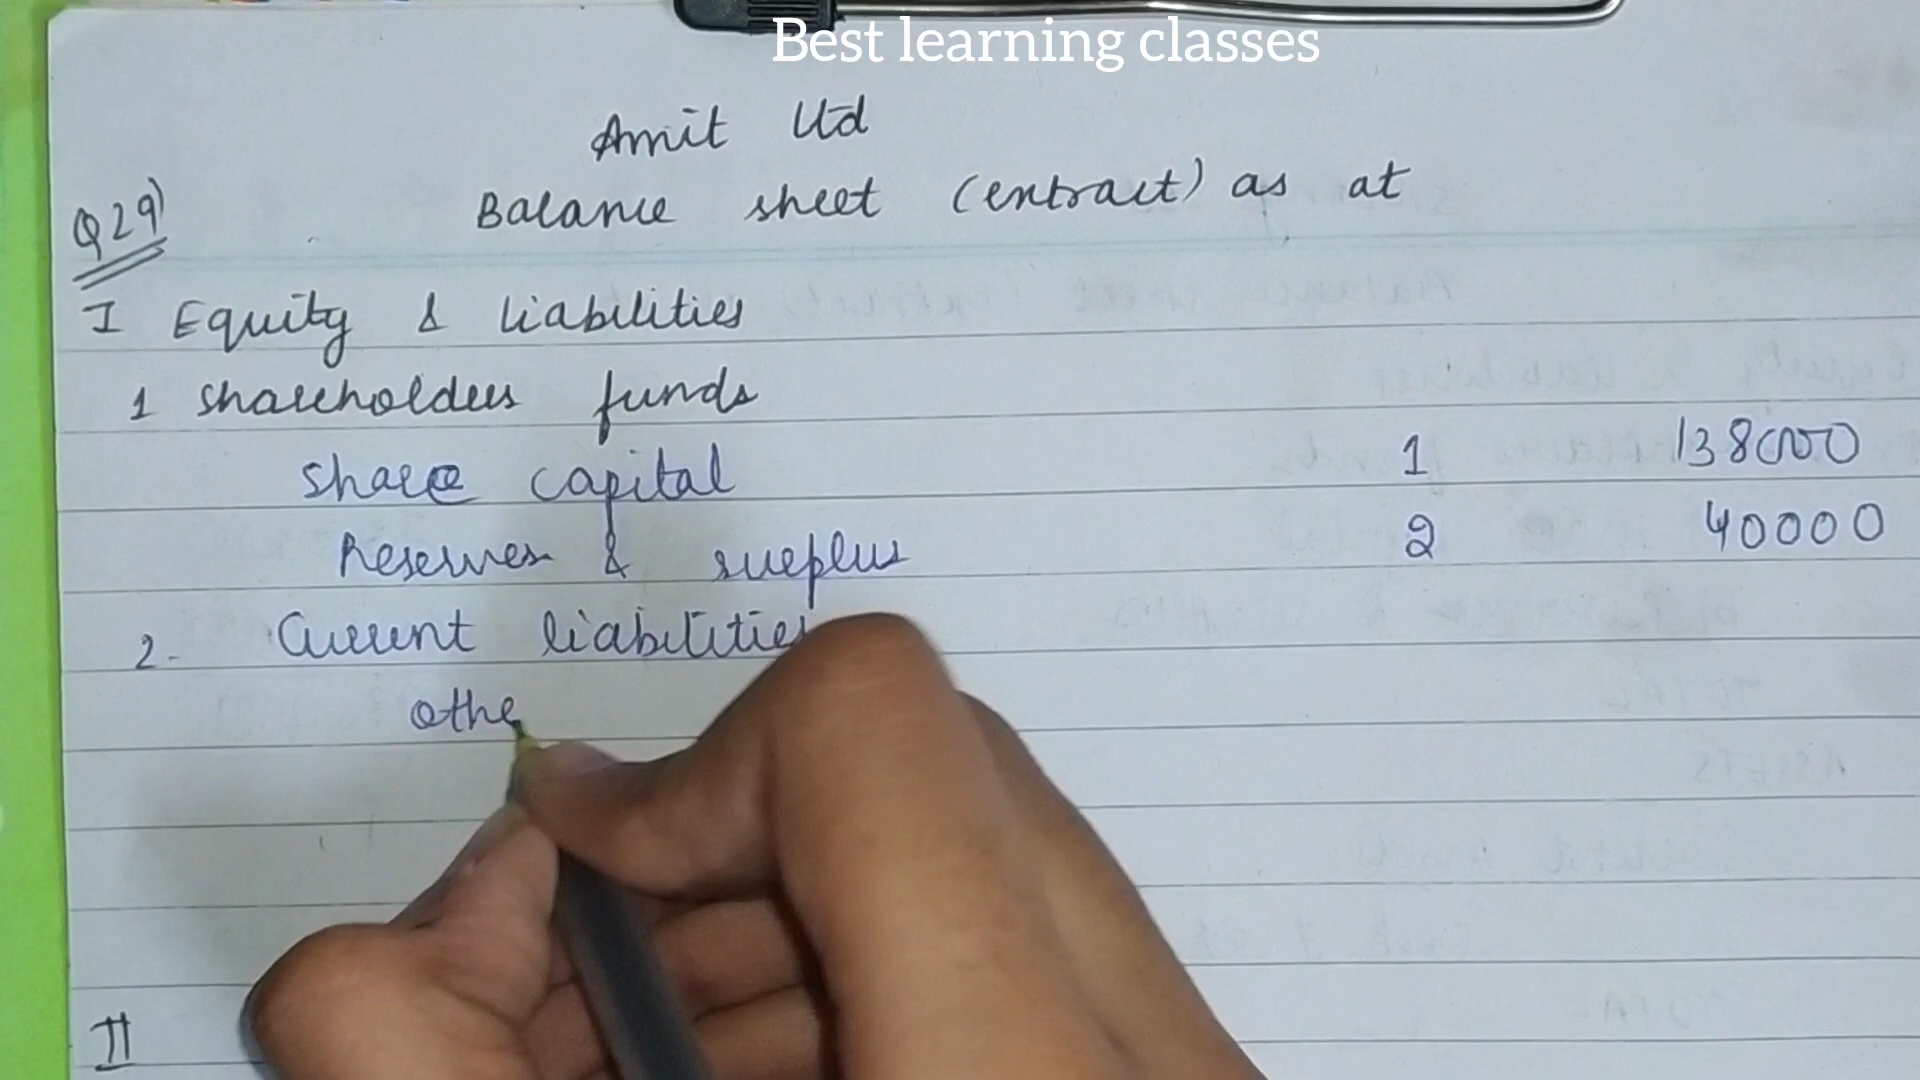 Best learning classes
Amit Ltd
Q29) Balance sheet (extract) as at
I Equity & liabilities
1 Shareholders funds
Share capital 1 138000
Reserves & surplus 2 40000
2. Current liabilities
othe
II